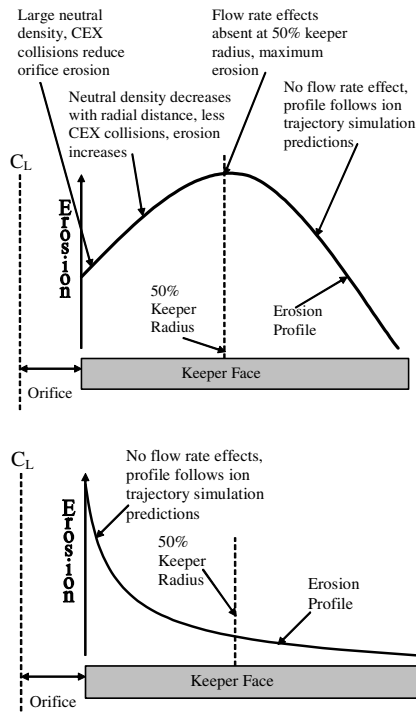 Large neutral
density, CEX
collisions reduce
orifice erosion
Flow rate effects
absent at 50% keeper
radius, maximum
erosion
No flow rate effect,
profile follows ion
trajectory simulation
predictions
Neutral density decreases
with radial distance, less
CEX collisions, erosion
increases
CL
Erosion
50%
Keeper
Radius
Erosion
Profile
Keeper Face
Orifice
CL
No flow rate effects,
profile follows ion
trajectory simulation
predictions
Erosion
50%
Keeper
Radius
Erosion
Profile
Keeper Face
Orifice